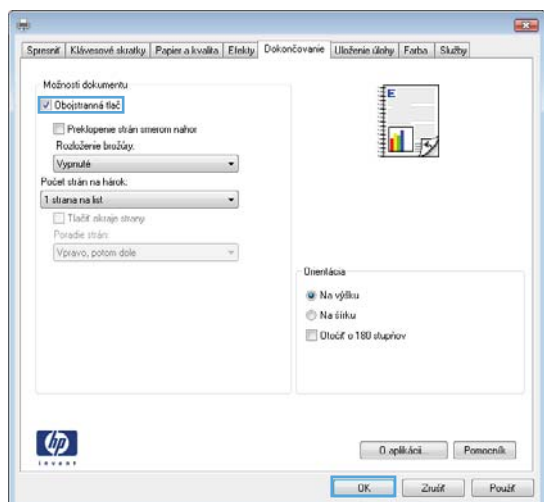 Spresniť Klávesové skratky Papier a kvalita Efekty Dokončovanie Uloženie úlohy Farba Služby
Možnosti dokumentu
Obojstranná tlač
Preklopenie strán smerom nahor
Rozloženie brožúry:
Vypnuté
Počet strán na hárok:
1 strana na list
Tlačiť okraje strany
Poradie strán:
Vpravo, potom dole
E
Orientácia
Na výšku
Na šírku
Otočiť o 180 stupňov
hp
invent
O aplikácii...
Pomocník
OK
Zrušiť
Použiť